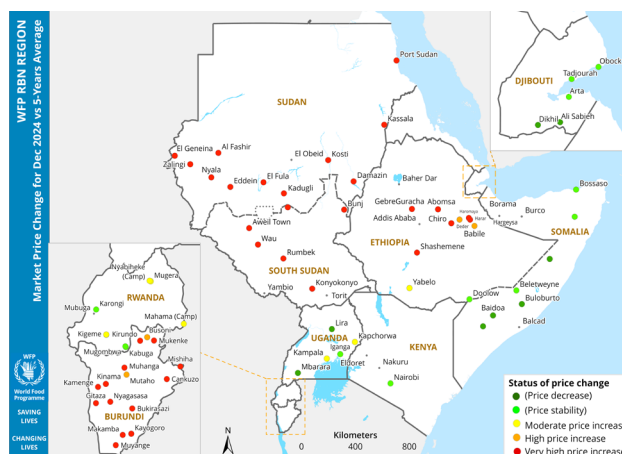 WFP RBN REGION
Market Price Change for Dec 2024 vs 5-Years Average
WFP
World Food
Programme
SAVING
LIVES
CHANGING
LIVES
Port Sudan
SUDAN
Kassala
El Geneina
Al Fashir
Zalingi
Nyala
Eddein
El Fula
El Obeid
Kosti
Kadugli
Damazin
Bunj
Aweil Town
Wau
Rumbek
SOUTH SUDAN
Yambio
Konyokonyo
Torit
Baher Dar
GebreGuracha
Abomsa
Addis Ababa
Chiro
Harar
Babile
ETHIOPIA
Shashemene
Yabelo
DJIBOUTI
Obock
Tadjourah
Arta
Dikhil
Ali Sabieh
Bossaso
Borama
Burco
Hargeysa
SOMALIA
Doolow
Beletweyne
Buloburto
Baidoa
Balcad
Lira
UGANDA
Kapchorwa
Iganga
Kampala
Eldoret
Mbarara
KENYA
Nakuru
Nairobi
Nyabiheke
(Camp)
Mugera
RWANDA
Mubuga
Karongi
Mahama (Camp)
Kigeme
Kirundo
Busoni
Mukenke
Mugombwa
Kabuga
Muhanga
Mishiha
Kinama
Kamenge
Mutaho
Cankuzo
Gitaza
Nyagasasa
Bukirasazi
BURUNDI
Makamba
Kayogoro
Muyange
N
Kilometers
0
200
400
Status of price change
(Price decrease)
(Price stability)
Moderate price increas
High price increase
Very high price increas